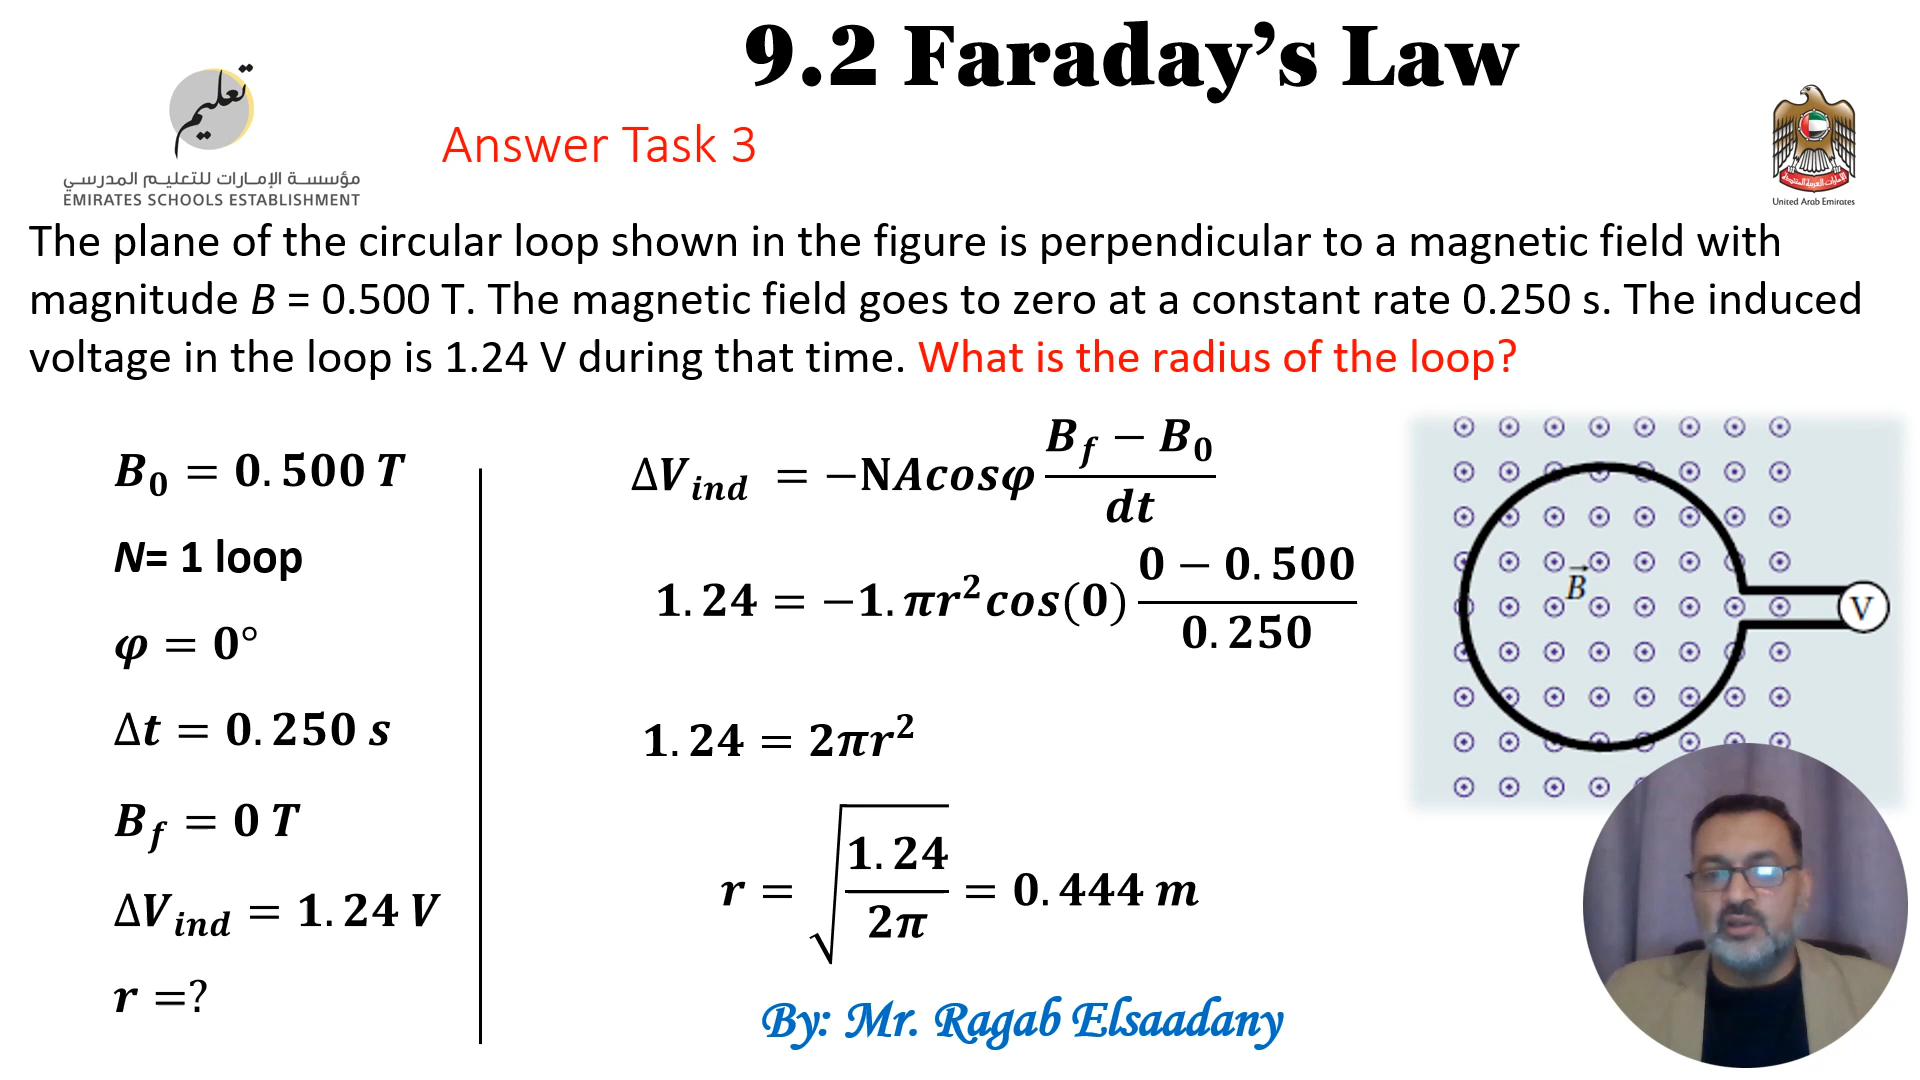 9.2 Faraday’s Law
تعليم
مؤسسة الإمارات للتعليم المدرسي
EMIRATES SCHOOLS ESTABLISHMENT
Answer Task 3
United Arab Emirates
The plane of the circular loop shown in the figure is perpendicular to a magnetic field with
magnitude B = 0.500 T. The magnetic field goes to zero at a constant rate 0.250 s. The induced
voltage in the loop is 1.24 V during that time. What is the radius of the loop?
B₀ = 0.500 T
N= 1 loop
φ = 0°
Δt = 0.250 s
B_f = 0 T
ΔV_ind = 1.24 V
r =?
ΔV_ind = −NAcosφ (B_f − B₀)/dt
1.24 = −1.πr²cos(0) (0 − 0.500)/0.250
1.24 = 2πr²
r = √(1.24/2π) = 0.444 m
B⃗
V
By: Mr. Ragab Elsaadany